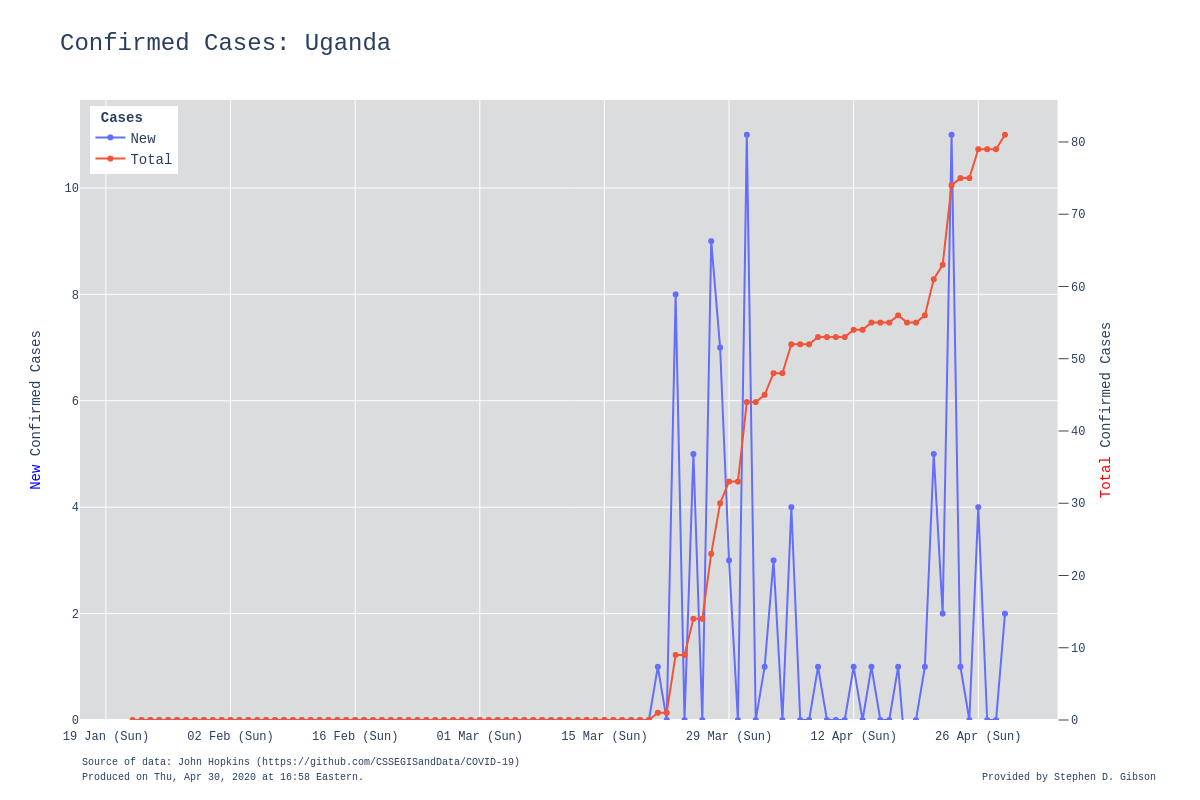 Confirmed Cases: Uganda
Cases
New
Total
10
8
6
4
2
0
New Confirmed Cases
80
70
60
50
40
30
20
10
0
Total Confirmed Cases
19 Jan (Sun) 02 Feb (Sun) 16 Feb (Sun) 01 Mar (Sun) 15 Mar (Sun) 29 Mar (Sun) 12 Apr (Sun) 26 Apr (Sun)
Source of data: John Hopkins (https://github.com/CSSEGISandData/COVID-19)
Produced on Thu, Apr 30, 2020 at 16:58 Eastern.
Provided by Stephen D. Gibson